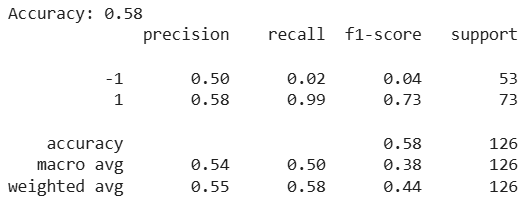 Accuracy: 0.58
precision recall f1-score support
-1 0.50 0.02 0.04 53
1 0.58 0.99 0.73 73
accuracy 0.58 126
macro avg 0.54 0.50 0.38 126
weighted avg 0.55 0.58 0.44 126